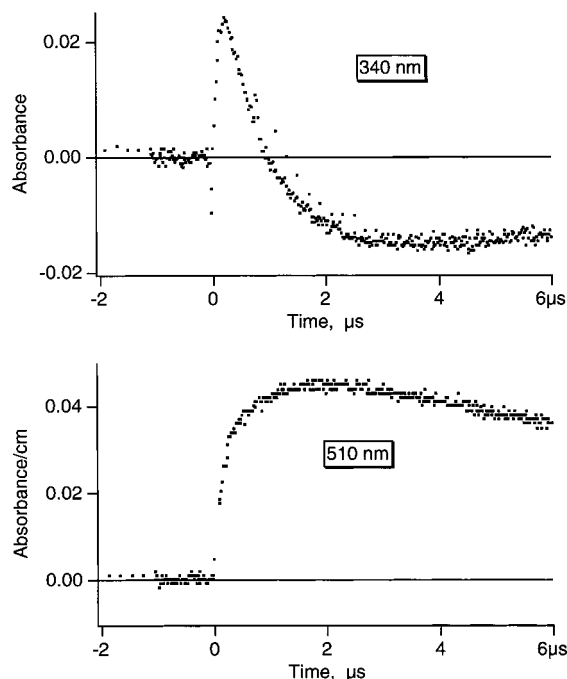 0.02
0.00
-0.02
Absorbance
340 nm
-2 0 2 4 6µs
Time, µs
0.04
0.02
0.00
Absorbance/cm
510 nm
-2 0 2 4 6µs
Time, µs